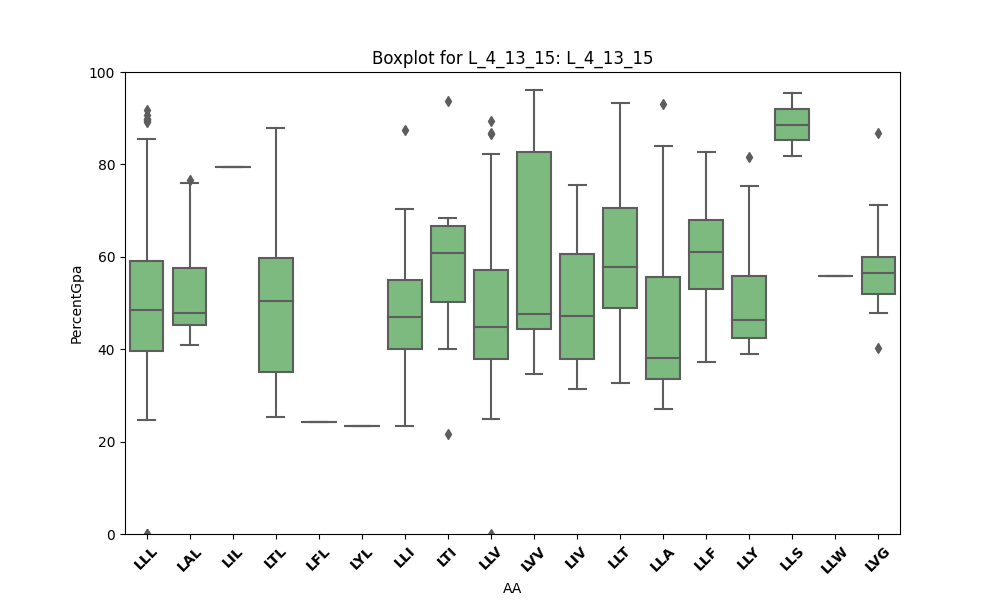 Boxplot for L_4_13_15: L_4_13_15
PercentGpa
100
80
60
40
20
0
LLL LAL LIL LTL LFL LYL LLI LTI LLV LVV LIV LLT LLA LLF LLY LLS LLW LVG
AA